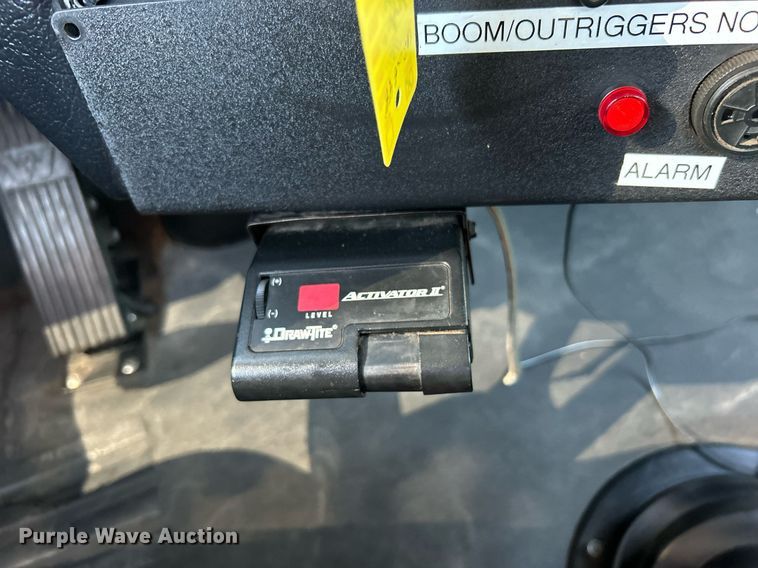 BOOM/OUTRIGGERS NO
ALARM
(+)
ACTIVATOR II®
(-)
LEVEL
DRAW-TITE®
Purple Wave Auction